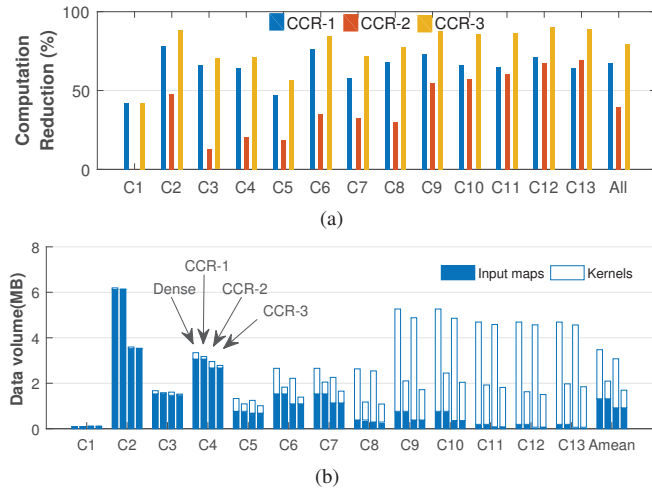 Computation
Reduction (%)
100
50
0
CCR-1 CCR-2 CCR-3
C1 C2 C3 C4 C5 C6 C7 C8 C9 C10 C11 C12 C13 All
(a)
Data volume(MB)
8
6
4
2
0
Input maps Kernels
CCR-1
Dense
CCR-2
CCR-3
C1 C2 C3 C4 C5 C6 C7 C8 C9 C10 C11 C12 C13 Amean
(b)